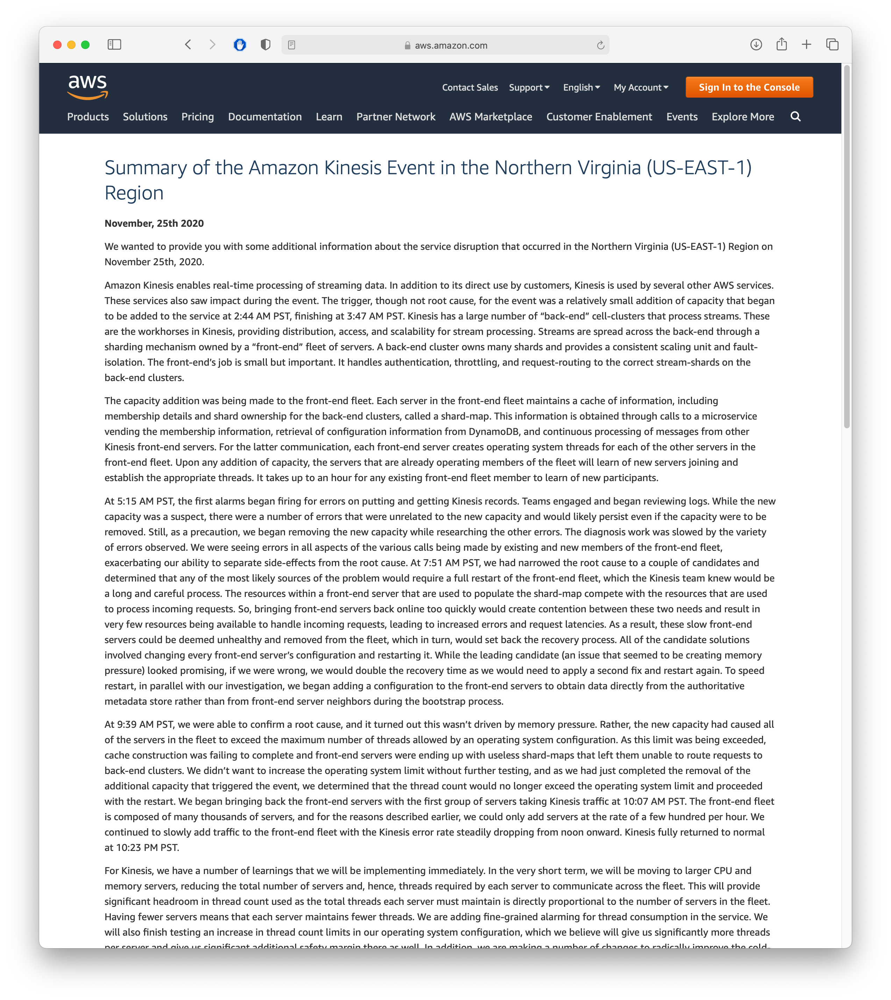 aws.amazon.com
aws
Contact Sales Support English My Account Sign In to the Console
Products Solutions Pricing Documentation Learn Partner Network AWS Marketplace Customer Enablement Events Explore More
Summary of the Amazon Kinesis Event in the Northern Virginia (US-EAST-1)
Region
November, 25th 2020
We wanted to provide you with some additional information about the service disruption that occurred in the Northern Virginia (US-EAST-1) Region on
November 25th, 2020.
Amazon Kinesis enables real-time processing of streaming data. In addition to its direct use by customers, Kinesis is used by several other AWS services.
These services also saw impact during the event. The trigger, though not root cause, for the event was a relatively small addition of capacity that began
to be added to the service at 2:44 AM PST, finishing at 3:47 AM PST. Kinesis has a large number of “back-end” cell-clusters that process streams. These
are the workhorses in Kinesis, providing distribution, access, and scalability for stream processing. Streams are spread across the back-end through a
sharding mechanism owned by a “front-end” fleet of servers. A back-end cluster owns many shards and provides a consistent scaling unit and fault-
isolation. The front-end’s job is small but important. It handles authentication, throttling, and request-routing to the correct stream-shards on the
back-end clusters.
The capacity addition was being made to the front-end fleet. Each server in the front-end fleet maintains a cache of information, including
membership details and shard ownership for the back-end clusters, called a shard-map. This information is obtained through calls to a microservice
vending the membership information, retrieval of configuration information from DynamoDB, and continuous processing of messages from other
Kinesis front-end servers. For the latter communication, each front-end server creates operating system threads for each of the other servers in the
front-end fleet. Upon any addition of capacity, the servers that are already operating members of the fleet will learn of new servers joining and
establish the appropriate threads. It takes up to an hour for any existing front-end fleet member to learn of new participants.
At 5:15 AM PST, the first alarms began firing for errors on putting and getting Kinesis records. Teams engaged and began reviewing logs. While the new
capacity was a suspect, there were a number of errors that were unrelated to the new capacity and would likely persist even if the capacity were to be
removed. Still, as a precaution, we began removing the new capacity while researching the other errors. The diagnosis work was slowed by the variety
of errors observed. We were seeing errors in all aspects of the various calls being made by existing and new members of the front-end fleet,
exacerbating our ability to separate side-effects from the root cause. At 7:51 AM PST, we had narrowed the root cause to a couple of candidates and
determined that any of the most likely sources of the problem would require a full restart of the front-end fleet, which the Kinesis team knew would be
a long and careful process. The resources within a front-end server that are used to populate the shard-map compete with the resources that are used
to process incoming requests. So, bringing front-end servers back online too quickly would create contention between these two needs and result in
very few resources being available to handle incoming requests, leading to increased errors and request latencies. As a result, these slow front-end
servers could be deemed unhealthy and removed from the fleet, which in turn, would set back the recovery process. All of the candidate solutions
involved changing every front-end server’s configuration and restarting it. While the leading candidate (an issue that seemed to be creating memory
pressure) looked promising, if we were wrong, we would double the recovery time as we would need to apply a second fix and restart again. To speed
restart, in parallel with our investigation, we began adding a configuration to the front-end servers to obtain data directly from the authoritative
metadata store rather than from front-end server neighbors during the bootstrap process.
At 9:39 AM PST, we were able to confirm a root cause, and it turned out this wasn’t driven by memory pressure. Rather, the new capacity had caused all
of the servers in the fleet to exceed the maximum number of threads allowed by an operating system configuration. As this limit was being exceeded,
cache construction was failing to complete and front-end servers were ending up with useless shard-maps that left them unable to route requests to
back-end clusters. We didn’t want to increase the operating system limit without further testing, and as we had just completed the removal of the
additional capacity that triggered the event, we determined that the thread count would no longer exceed the operating system limit and proceeded
with the restart. We began bringing back the front-end servers with the first group of servers taking Kinesis traffic at 10:07 AM PST. The front-end fleet
is composed of many thousands of servers, and for the reasons described earlier, we could only add servers at the rate of a few hundred per hour. We
continued to slowly add traffic to the front-end fleet with the Kinesis error rate steadily dropping from noon onward. Kinesis fully returned to normal
at 10:23 PM PST.
For Kinesis, we have a number of learnings that we will be implementing immediately. In the very short term, we will be moving to larger CPU and
memory servers, reducing the total number of servers and, hence, threads required by each server to communicate across the fleet. This will provide
significant headroom in thread count used as the total threads each server must maintain is directly proportional to the number of servers in the fleet.
Having fewer servers means that each server maintains fewer threads. We are adding fine-grained alarming for thread consumption in the service. We
will also finish testing an increase in thread count limits in our operating system configuration, which we believe will give us significantly more threads
per server and give us significant additional safety margin there as well. In addition, we are making a number of changes to radically improve the cold-